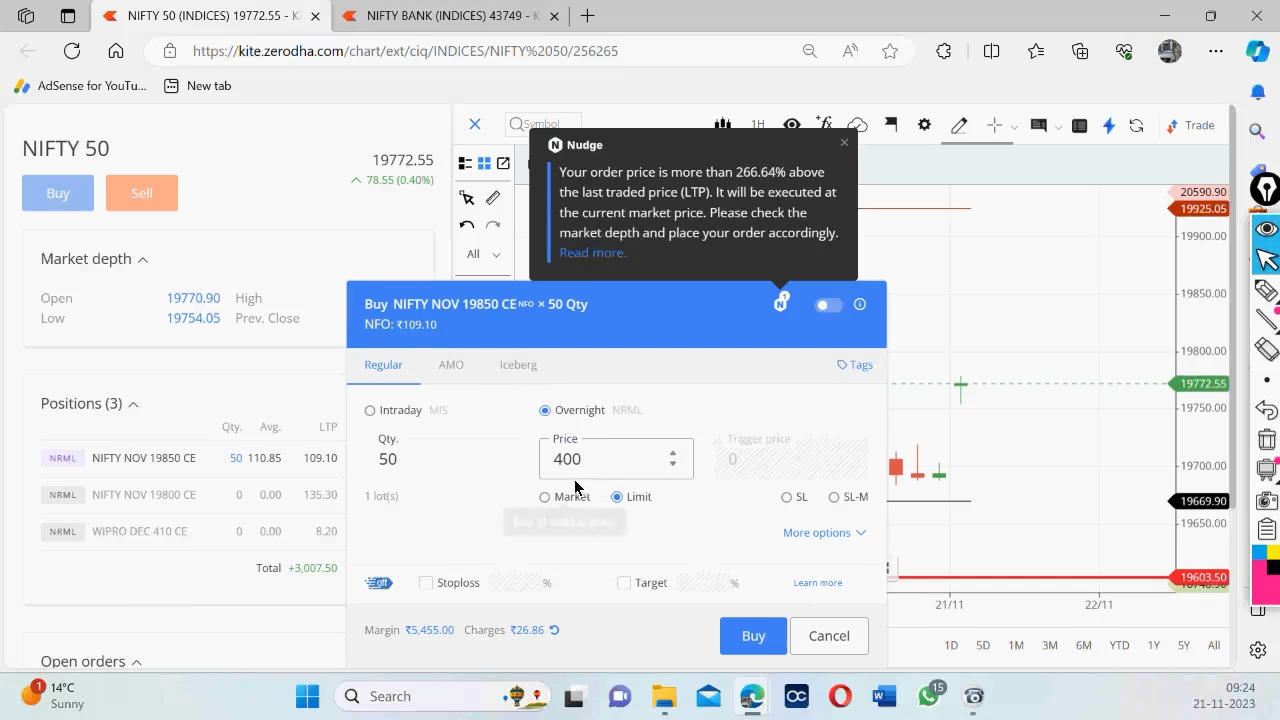 NIFTY 50 (INDICES) 19772.55 - K
NIFTY BANK (INDICES) 43749 - K
https://kite.zerodha.com/chart/ext/ciq/INDICES/NIFTY%2050/256265
AdSense for YouTu...
New tab
NIFTY 50
19772.55
78.55 (0.40%)
Buy
Sell
Market depth
Open 19770.90 High
Low 19754.05 Prev. Close
Positions (3)
Qty. Avg. LTP
NRML NIFTY NOV 19850 CE 50 110.85 109.10
NRML NIFTY NOV 19800 CE 0 0.00 135.30
NRML WIPRO DEC 410 CE 0 0.00 8.20
Total +3,007.50
Open orders
Symbol
1H
Trade
All
Nudge
Your order price is more than 266.64% above
the last traded price (LTP). It will be executed at
the current market price. Please check the
market depth and place your order accordingly.
Read more.
Buy NIFTY NOV 19850 CE NFO × 50 Qty
NFO: ₹109.10
N 1
Regular AMO Iceberg Tags
Intraday MIS Overnight NRML
Qty. Price Trigger price
50 400 0
1 lot(s) Market Limit SL SL-M
More options
gtt Stoploss % Target % Learn more
Margin ₹5,455.00 Charges ₹26.86
Buy Cancel
20590.90
19925.05
19900.00
19850.00
19800.00
19772.55
19750.00
19700.00
19669.90
19650.00
19603.50
21/11 22/11
1D 5D 1M 3M 6M YTD 1Y 5Y All
1
14°C
Sunny
Search
OC
W
15
09:24
21-11-2023